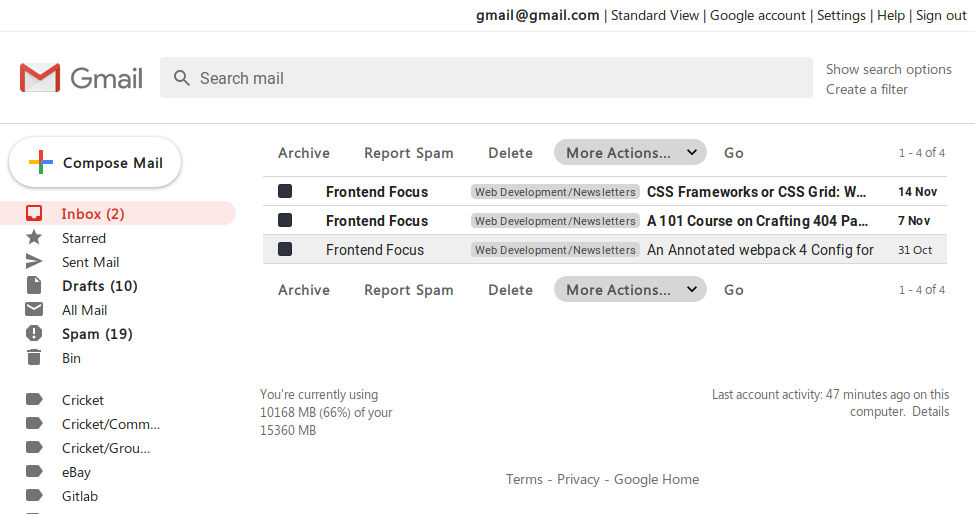 gmail@gmail.com | Standard View | Google account | Settings | Help | Sign out
Gmail
Search mail
Show search options
Create a filter
Compose Mail
Inbox (2)
Starred
Sent Mail
Drafts (10)
All Mail
Spam (19)
Bin
Cricket
Cricket/Comm...
Cricket/Grou...
eBay
Gitlab
Archive Report Spam Delete More Actions... Go 1 - 4 of 4
Frontend Focus Web Development/Newsletters CSS Frameworks or CSS Grid: W... 14 Nov
Frontend Focus Web Development/Newsletters A 101 Course on Crafting 404 Pa... 7 Nov
Frontend Focus Web Development/Newsletters An Annotated webpack 4 Config for 31 Oct
Archive Report Spam Delete More Actions... Go 1 - 4 of 4
You're currently using
10168 MB (66%) of your
15360 MB
Last account activity: 47 minutes ago on this
computer. Details
Terms - Privacy - Google Home